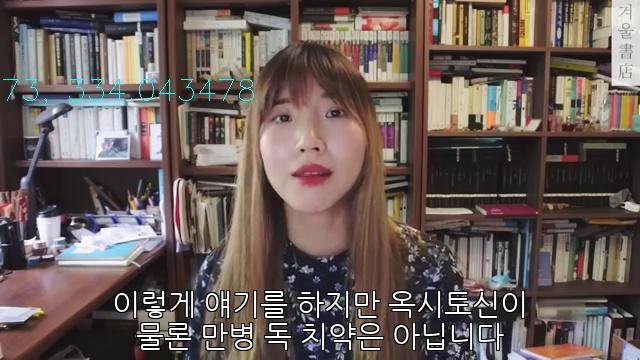 겨울書店
73, 334.043478
이렇게 얘기를 하지만 옥시토신이
물론 만병 독 치약은 아닙니다